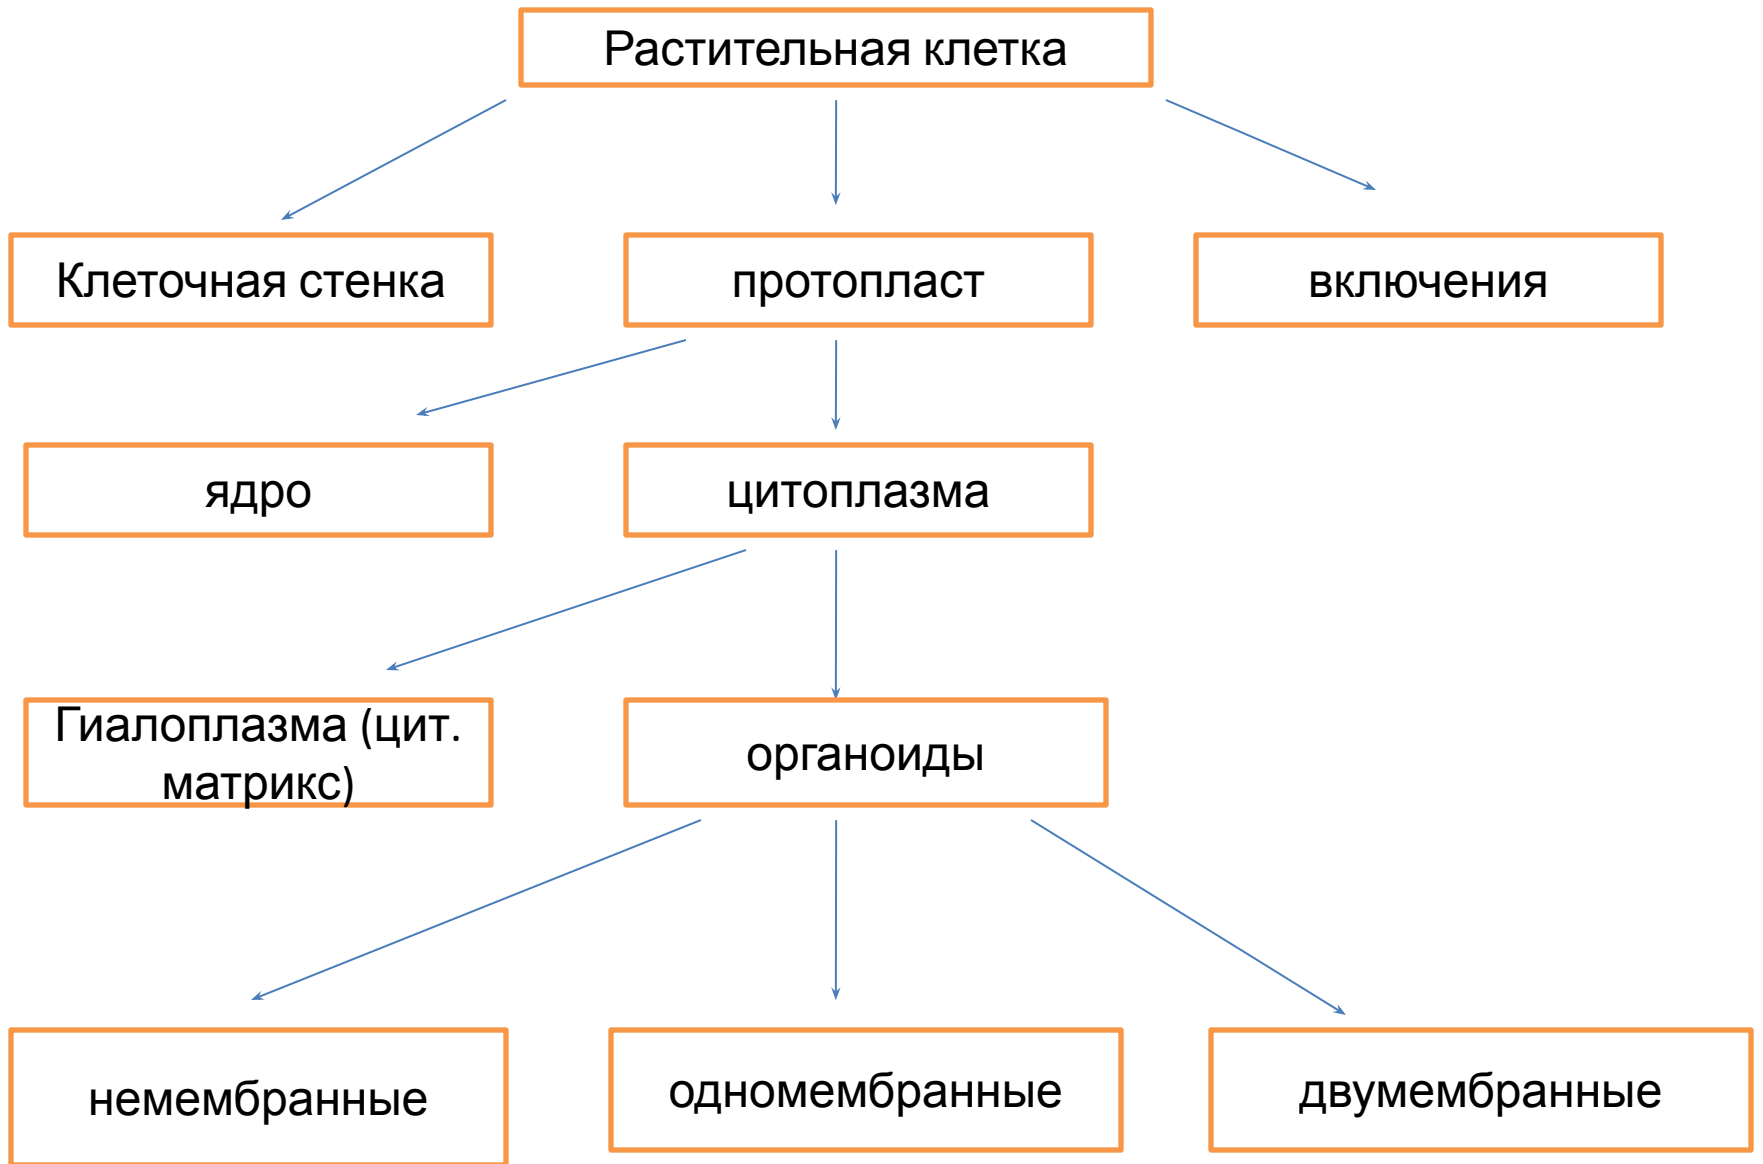 Растительная клетка
Клеточная стенка
протопласт
включения
ядро
цитоплазма
Гиалоплазма (цит.
матрикс)
органоиды
немембранные
одномембранные
двумембранные